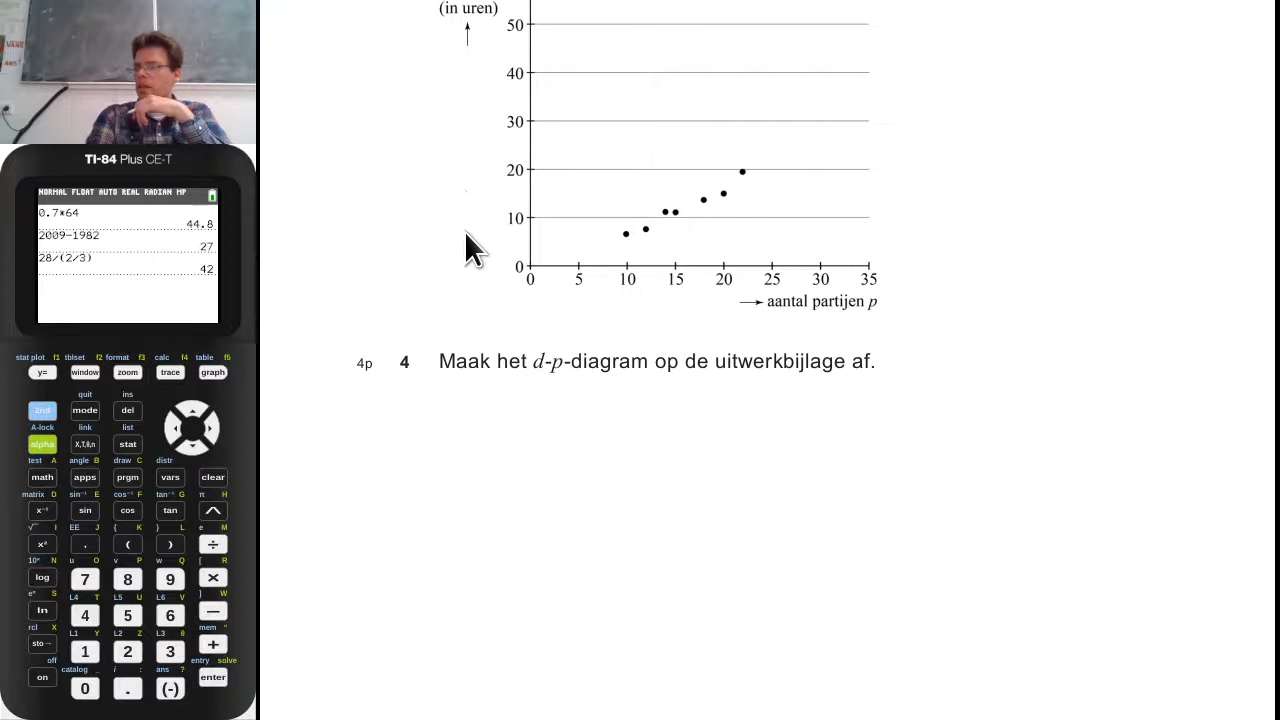 (in uren)
50
40
30
20
10
0
0 5 10 15 20 25 30 35
aantal partijen p
4p 4 Maak het d-p-diagram op de uitwerkbijlage af.
TI-84 Plus CE-T
NORMAL FLOAT AUTO REAL RADIAN MP
0.7*64
44.8
2009-1982
27
28/(2/3)
42
stat plot f1 tblset f2 format f3 calc f4 table f5
y= window zoom trace graph
quit ins
2nd mode del
A-lock link list
alpha X,T,θ,n stat
test A angle B draw C distr
math apps prgm vars clear
matrix D sin⁻¹ E cos⁻¹ F tan⁻¹ G π H
x⁻¹ sin cos tan ^
√ I EE J { K } L e M
x² , ( ) ÷
10ˣ N u O v P w Q [ R
log 7 8 9 ×
eˣ S L4 T L5 U L6 V ] W
ln 4 5 6 −
rcl X L1 Y L2 Z L3 θ mem "
sto→ 1 2 3 +
off catalog _ i : ans ? entry solve
on 0 . (-) enter